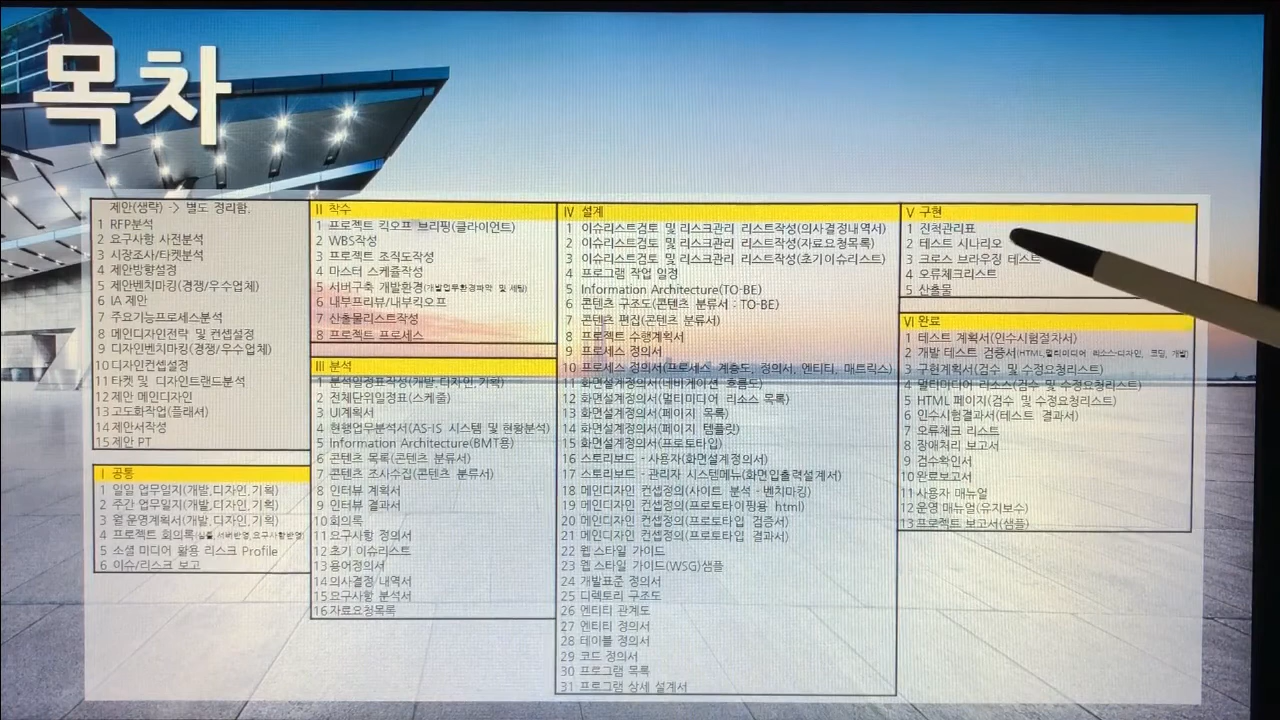 목차
제안(생략) -> 별도 정리함.
1 RFP분석
2 요구사항 사전분석
3 시장조사/타켓분석
4 제안방향설정
5 제안벤치마킹(경쟁/우수업체)
6 IA 제안
7 주요기능프로세스분석
8 메인디자인전략 및 컨셉설정
9 디자인벤치마킹(경쟁/우수업체)
10 디자인컨셉설정
11 타켓 및 디자인트랜드분석
12 제안 메인디자인
13 고도화작업(플래서)
14 제안서작성
15 제안 PT
I 공통
1 일일 업무일지(개발,디자인,기획)
2 주간 업무일지(개발,디자인,기획)
3 월 운영계획서(개발,디자인,기획)
4 프로젝트 회의록(심플 서버반영,요구사항반영)
5 소셜 미디어 활용 리스크 Profile
6 이슈/리스크 보고
II 착수
1 프로젝트 킥오프 브리핑(클라이언트)
2 WBS작성
3 프로젝트 조직도작성
4 마스터 스케쥴작성
5 서버구축 개발환경(개발업무환경파악 및 세팅)
6 내부프리뷰/내부킥오프
7 산출물리스트작성
8 프로젝트 프로세스
III 분석
1 분석일정표작성(개발,디자인,기획)
2 전체단위일정표(스케줄)
3 UI계획서
4 현행업무분석서(AS-IS 시스템 및 현황분석)
5 Information Architecture(BMT용)
6 콘텐츠 목록(콘텐츠 분류서)
7 콘텐츠 조사수집(콘텐츠 분류서)
8 인터뷰 계획서
9 인터뷰 결과서
10 회의록
11 요구사항 정의서
12 초기 이슈리스트
13 용어정의서
14 의사결정/내역서
15 요구사항 분석서
16 자료요청목록
IV 설계
1 이슈리스트검토 및 리스크관리 리스트작성(의사결정내역서)
2 이슈리스트검토 및 리스크관리 리스트작성(자료요청목록)
3 이슈리스트검토 및 리스크관리 리스트작성(초기이슈리스트)
4 프로그램 작업 일정
5 Information Architecture(TO-BE)
6 콘텐츠 구조도(콘텐츠 분류서 : TO-BE)
7 콘텐츠 편집(콘텐츠 분류서)
8 프로젝트 수행계획서
9 프로세스 정의서
10 프로세스 정의서(프로세스 계층도, 정의서, 엔티티, 매트릭스)
11 화면설계정의서(네비게이션 흐름도)
12 화면설계정의서(멀티미디어 리소스 목록)
13 화면설계정의서(페이지 목록)
14 화면설계정의서(페이지 템플릿)
15 화면설계정의서(프로토타입)
16 스토리보드 - 사용자(화면설계정의서)
17 스토리보드 - 관리자 시스템메뉴(화면입출력설계서)
18 메인디자인 컨셉정의(사이트 분석 - 벤치마킹)
19 메인디자인 컨셉정의(프로토타이핑용 html)
20 메인디자인 컨셉정의(프로토타입 검증서)
21 메인디자인 컨셉정의(프로토타입 결과서)
22 웹 스타일 가이드
23 웹 스타일 가이드(WSG)샘플
24 개발표준 정의서
25 디렉토리 구조도
26 엔티티 관계도
27 엔티티 정의서
28 테이블 정의서
29 코드 정의서
30 프로그램 목록
31 프로그램 상세 설계서
V 구현
1 진척관리표
2 테스트 시나리오
3 크로스 브라우징 테스트
4 오류체크리스트
5 산출물
VI 완료
1 테스트 계획서(인수시험절차서)
2 개발 테스트 검증서(HTML,멀티미디어 리소스-디자인, 코딩, 개발)
3 구현계획서(검수 및 수정요청리스트)
4 멀티미디어 리소스(검수 및 수정요청리스트)
5 HTML 페이지(검수 및 수정요청리스트)
6 인수시험결과서(테스트 결과서)
7 오류체크 리스트
8 장애처리 보고서
9 검수확인서
10 완료보고서
11 사용자 매뉴얼
12 운영 매뉴얼(유지보수)
13 프로젝트 보고서(샘플)